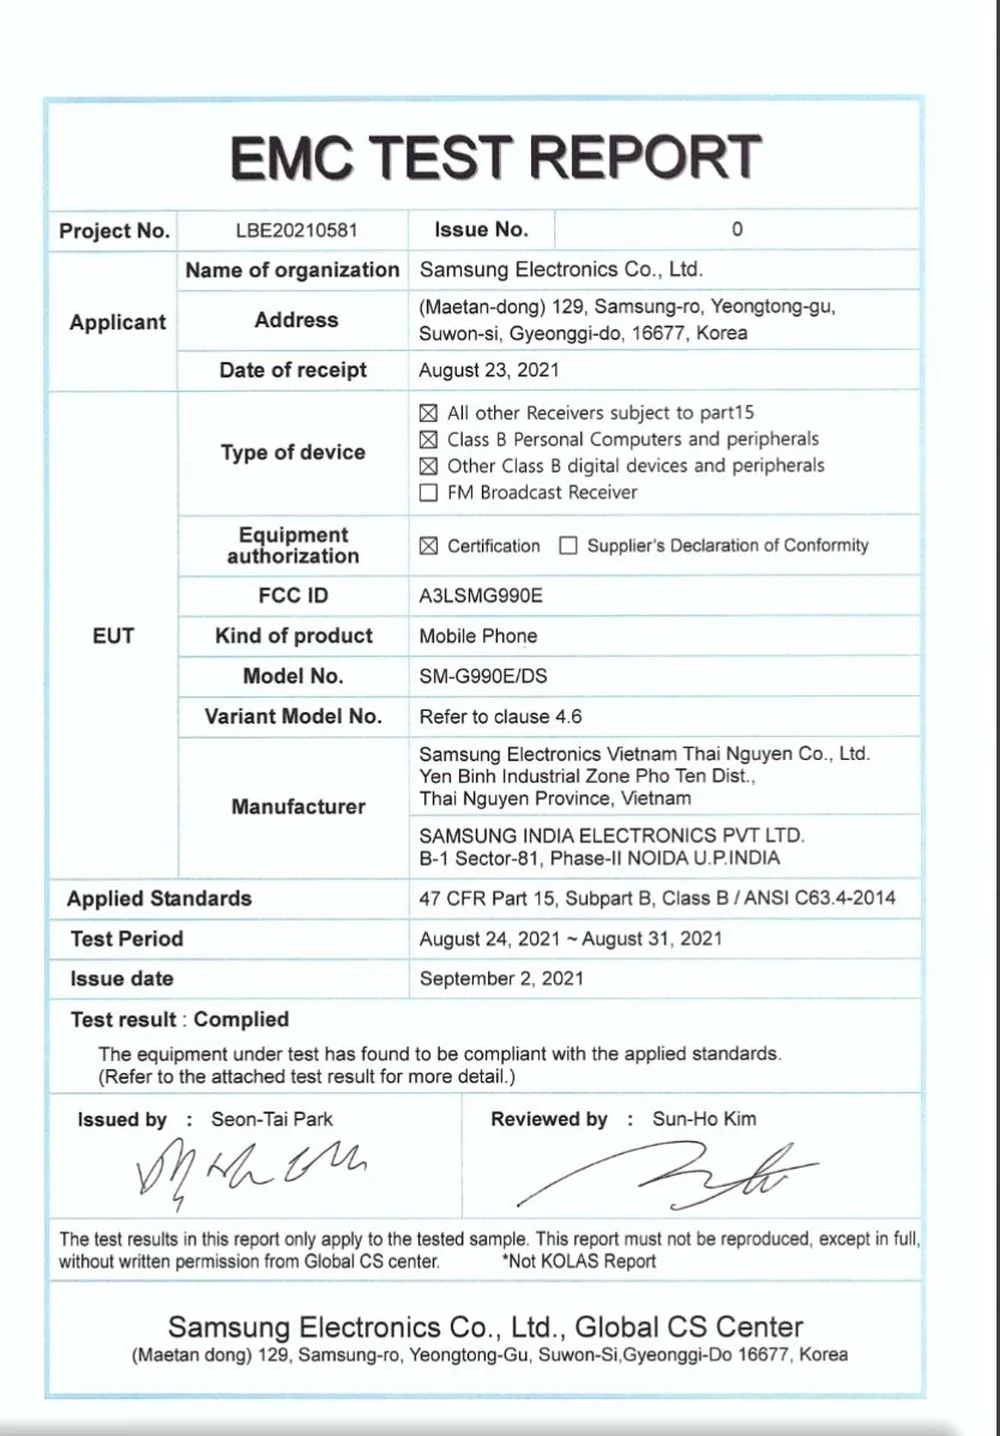 EMC TEST REPORT
Project No. LBE20210581 Issue No. 0
Applicant
Name of organization Samsung Electronics Co., Ltd.
Address (Maetan-dong) 129, Samsung-ro, Yeongtong-gu,
Suwon-si, Gyeonggi-do, 16677, Korea
Date of receipt August 23, 2021
EUT
Type of device
☒ All other Receivers subject to part15
☒ Class B Personal Computers and peripherals
☒ Other Class B digital devices and peripherals
☐ FM Broadcast Receiver
Equipment
authorization
☒ Certification ☐ Supplier's Declaration of Conformity
FCC ID A3LSMG990E
Kind of product Mobile Phone
Model No. SM-G990E/DS
Variant Model No. Refer to clause 4.6
Manufacturer
Samsung Electronics Vietnam Thai Nguyen Co., Ltd.
Yen Binh Industrial Zone Pho Ten Dist.,
Thai Nguyen Province, Vietnam
SAMSUNG INDIA ELECTRONICS PVT LTD.
B-1 Sector-81, Phase-II NOIDA U.P.INDIA
Applied Standards 47 CFR Part 15, Subpart B, Class B / ANSI C63.4-2014
Test Period August 24, 2021 ~ August 31, 2021
Issue date September 2, 2021
Test result : Complied
The equipment under test has found to be compliant with the applied standards.
(Refer to the attached test result for more detail.)
Issued by : Seon-Tai Park Reviewed by : Sun-Ho Kim
The test results in this report only apply to the tested sample. This report must not be reproduced, except in full,
without written permission from Global CS center. *Not KOLAS Report
Samsung Electronics Co., Ltd., Global CS Center
(Maetan dong) 129, Samsung-ro, Yeongtong-Gu, Suwon-Si,Gyeonggi-Do 16677, Korea